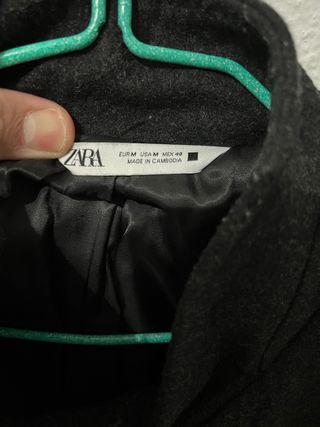 ZARA
EUR M USA M MEX 40
MADE IN CAMBODIA